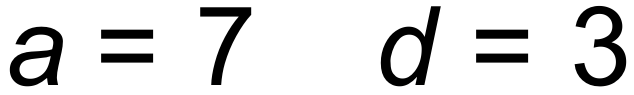 a = 7 d = 3